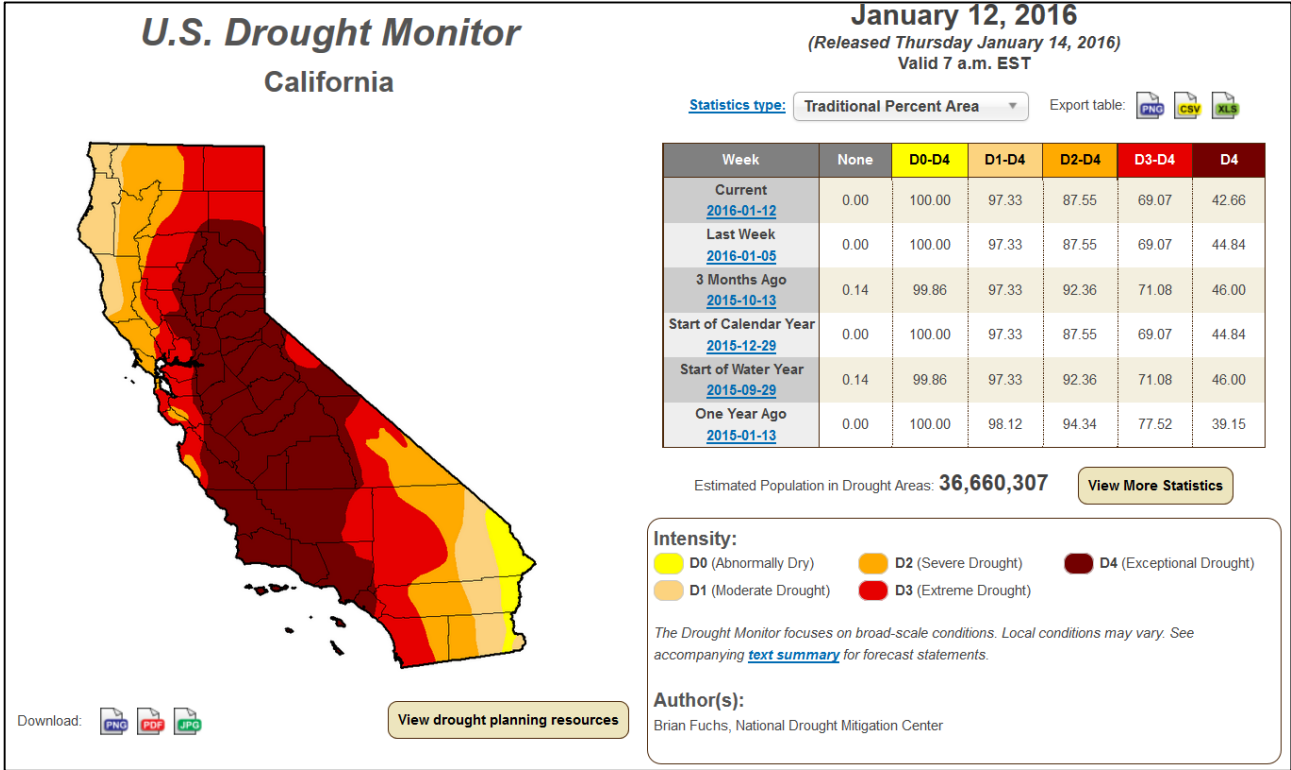 U.S. Drought Monitor
California
January 12, 2016
(Released Thursday January 14, 2016)
Valid 7 a.m. EST
Statistics type: Traditional Percent Area Export table: PNG CSV XLS
Week None D0-D4 D1-D4 D2-D4 D3-D4 D4
Current
2016-01-12 0.00 100.00 97.33 87.55 69.07 42.66
Last Week
2016-01-05 0.00 100.00 97.33 87.55 69.07 44.84
3 Months Ago
2015-10-13 0.14 99.86 97.33 92.36 71.08 46.00
Start of Calendar Year
2015-12-29 0.00 100.00 97.33 87.55 69.07 44.84
Start of Water Year
2015-09-29 0.14 99.86 97.33 92.36 71.08 46.00
One Year Ago
2015-01-13 0.00 100.00 98.12 94.34 77.52 39.15
Estimated Population in Drought Areas: 36,660,307 View More Statistics
Intensity:
D0 (Abnormally Dry) D2 (Severe Drought) D4 (Exceptional Drought)
D1 (Moderate Drought) D3 (Extreme Drought)
The Drought Monitor focuses on broad-scale conditions. Local conditions may vary. See
accompanying text summary for forecast statements.
Author(s):
Brian Fuchs, National Drought Mitigation Center
Download: PNG PDF JPG View drought planning resources